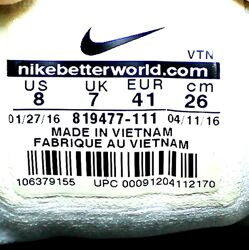 VTN
nikebetterworld.com
US UK EUR cm
8 7 41 26
01/27/16 819477-111 04/11/16
MADE IN VIETNAM
FABRIQUE AU VIETNAM
106379155 UPC 00091204112170